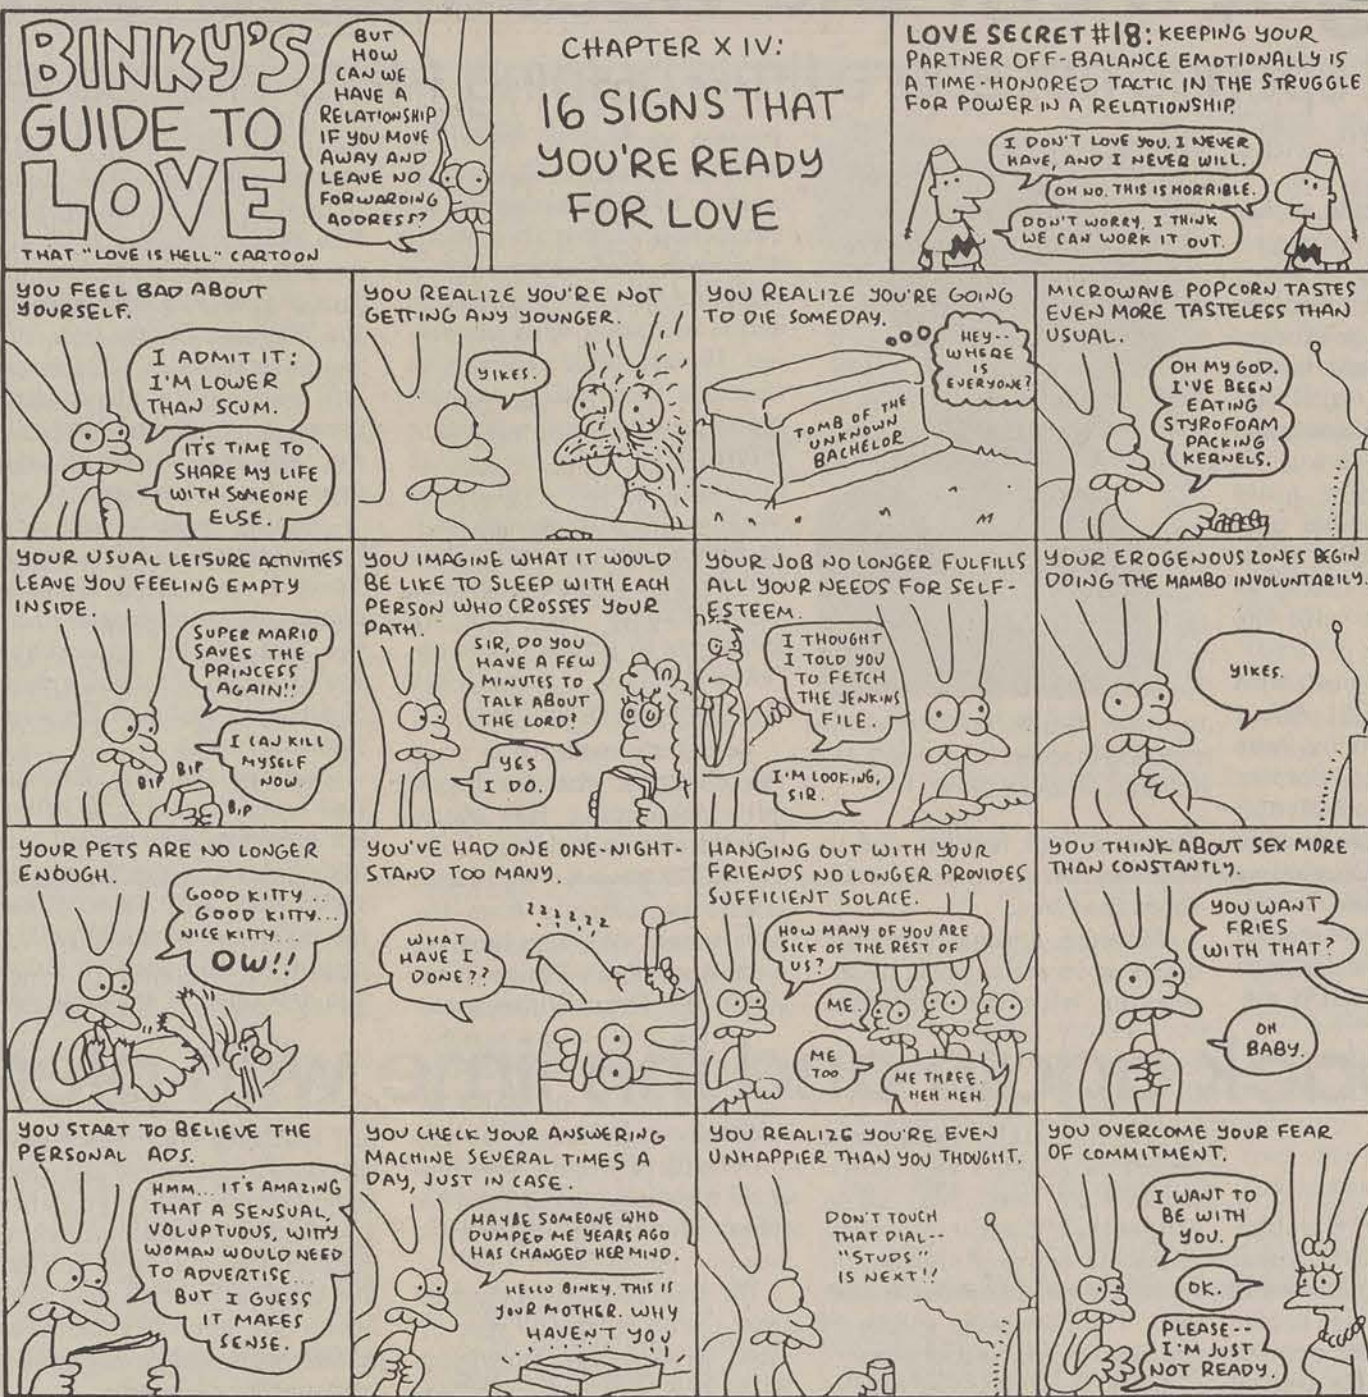 BINKY'S
GUIDE TO
LOVE
THAT "LOVE IS HELL" CARTOON
BUT
HOW
CAN WE
HAVE A
RELATIONSHIP
IF YOU MOVE
AWAY AND
LEAVE NO
FORWARDING
ADDRESS?
CHAPTER XIV:
16 SIGNS THAT
YOU'RE READY
FOR LOVE
LOVE SECRET #18: KEEPING YOUR
PARTNER OFF-BALANCE EMOTIONALLY IS
A TIME-HONORED TACTIC IN THE STRUGGLE
FOR POWER IN A RELATIONSHIP.
I DON'T LOVE YOU. I NEVER
HAVE, AND I NEVER WILL.
OH NO. THIS IS HORRIBLE.
DON'T WORRY. I THINK
WE CAN WORK IT OUT.
YOU FEEL BAD ABOUT
YOURSELF.
I ADMIT IT:
I'M LOWER
THAN SCUM.
IT'S TIME TO
SHARE MY LIFE
WITH SOMEONE
ELSE.
YOU REALIZE YOU'RE NOT
GETTING ANY YOUNGER.
YIKES.
YOU REALIZE YOU'RE GOING
TO DIE SOMEDAY.
HEY--
WHERE
IS
EVERYONE?
TOMB OF THE
UNKNOWN
BACHELOR
MICROWAVE POPCORN TASTES
EVEN MORE TASTELESS THAN
USUAL.
OH MY GOD.
I'VE BEEN
EATING
STYROFOAM
PACKING
KERNELS.
YOUR USUAL LEISURE ACTIVITIES
LEAVE YOU FEELING EMPTY
INSIDE.
SUPER MARIO
SAVES THE
PRINCESS
AGAIN!!
I CAN KILL
MYSELF
NOW.
BIP
BIP
BIP
YOU IMAGINE WHAT IT WOULD
BE LIKE TO SLEEP WITH EACH
PERSON WHO CROSSES YOUR
PATH.
SIR, DO YOU
HAVE A FEW
MINUTES TO
TALK ABOUT
THE LORD?
YES
I DO.
YOUR JOB NO LONGER FULFILLS
ALL YOUR NEEDS FOR SELF-
ESTEEM.
I THOUGHT
I TOLD YOU
TO FETCH
THE JENKINS
FILE.
I'M LOOKING,
SIR.
YOUR EROGENOUS ZONES BEGIN
DOING THE MAMBO INVOLUNTARILY.
YIKES.
YOUR PETS ARE NO LONGER
ENOUGH.
GOOD KITTY..
GOOD KITTY...
NICE KITTY...
OW!!
YOU'VE HAD ONE ONE-NIGHT-
STAND TOO MANY.
WHAT
HAVE I
DONE??
zzzzzz
HANGING OUT WITH YOUR
FRIENDS NO LONGER PROVIDES
SUFFICIENT SOLACE.
HOW MANY OF YOU ARE
SICK OF THE REST OF
US?
ME.
ME
TOO
ME THREE.
HEH HEH.
YOU THINK ABOUT SEX MORE
THAN CONSTANTLY.
YOU WANT
FRIES
WITH THAT?
OH
BABY.
YOU START TO BELIEVE THE
PERSONAL ADS.
HMM... IT'S AMAZING
THAT A SENSUAL,
VOLUPTUOUS, WITTY
WOMAN WOULD NEED
TO ADVERTISE...
BUT I GUESS
IT MAKES
SENSE.
YOU CHECK YOUR ANSWERING
MACHINE SEVERAL TIMES A
DAY, JUST IN CASE.
MAYBE SOMEONE WHO
DUMPED ME YEARS AGO
HAS CHANGED HER MIND.
HELLO BINKY. THIS IS
YOUR MOTHER. WHY
HAVEN'T YOU
YOU REALIZE YOU'RE EVEN
UNHAPPIER THAN YOU THOUGHT.
DON'T TOUCH
THAT DIAL--
"STUDS"
IS NEXT!!
YOU OVERCOME YOUR FEAR
OF COMMITMENT.
I WANT TO
BE WITH
YOU.
OK.
PLEASE--
I'M JUST
NOT READY.